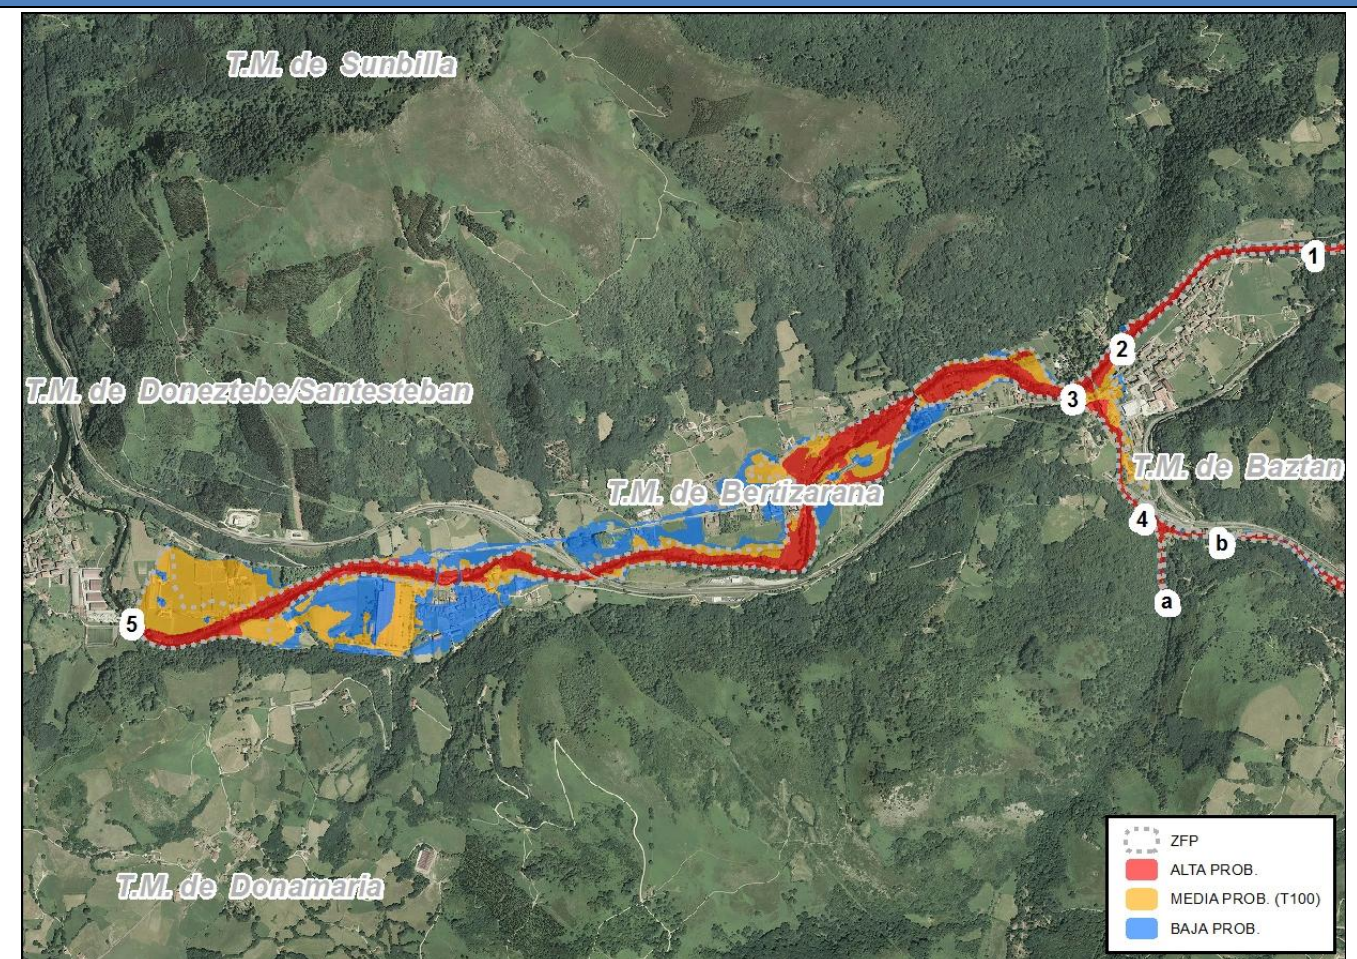 T.M. de Sunbilla
1
2
T.M. de Doneztebe/Santesteban
3
T.M. de Baztan
T.M. de Bertizarana
4
b
a
5
ZFP
ALTA PROB.
MEDIA PROB. (T100)
BAJA PROB.
T.M. de Donamaria